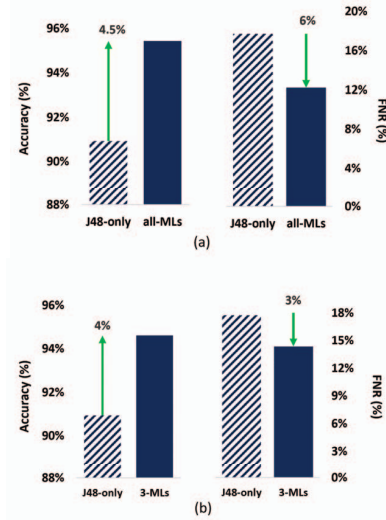 96%
94%
92%
90%
88%
Accuracy (%)
4.5%
J48-only
all-MLs
6%
20%
16%
12%
8%
4%
0%
FNR (%)
J48-only
all-MLs
(a)
96%
94%
92%
90%
88%
Accuracy (%)
4%
J48-only
3-MLs
3%
18%
15%
12%
9%
6%
3%
0%
FNR (%)
J48-only
3-MLs
(b)